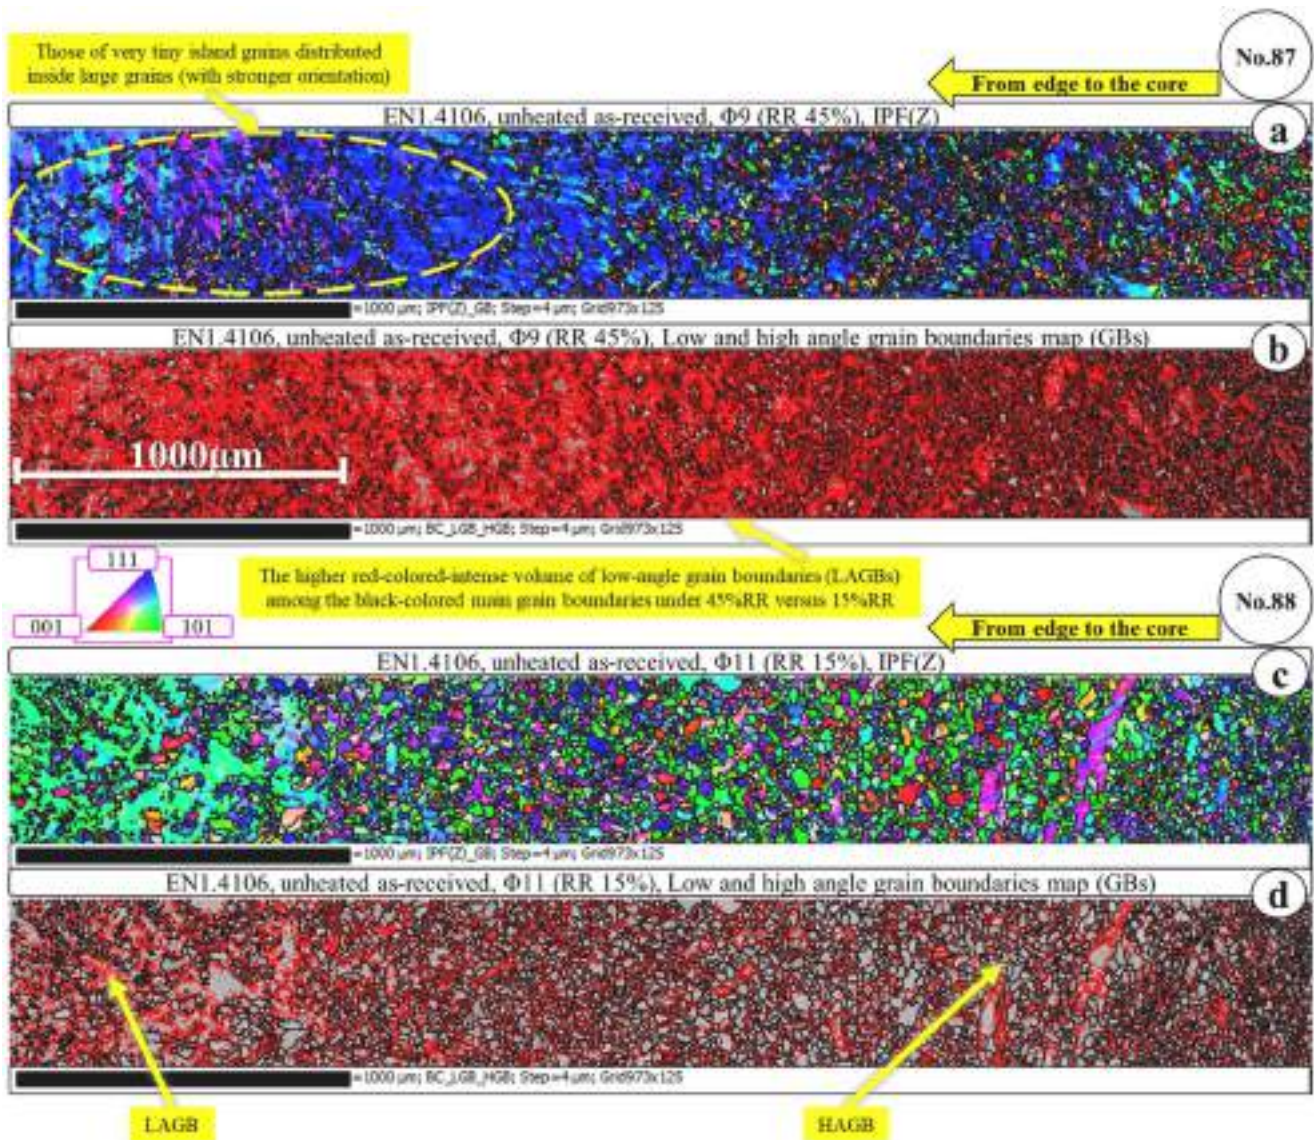 Those of very tiny island grains distributed
inside large grains (with stronger orientation)
No.87
From edge to the core
EN1.4106, unheated as-received, Φ9 (RR 45%), IPF(Z)
a
=1000 µm; IPF(Z)_GB; Step=4 µm; Grid973x125
EN1.4106, unheated as-received, Φ9 (RR 45%), Low and high angle grain boundaries map (GBs)
b
1000µm
=1000 µm; BC_LGB_HGB; Step=4 µm; Grid973x125
111
001
101
The higher red-colored-intense volume of low-angle grain boundaries (LAGBs)
among the black-colored main grain boundaries under 45%RR versus 15%RR
No.88
From edge to the core
EN1.4106, unheated as-received, Φ11 (RR 15%), IPF(Z)
c
=1000 µm; IPF(Z)_GB; Step=4 µm; Grid973x125
EN1.4106, unheated as-received, Φ11 (RR 15%), Low and high angle grain boundaries map (GBs)
d
=1000 µm; BC_LGB_HGB; Step=4 µm; Grid973x125
LAGB
HAGB